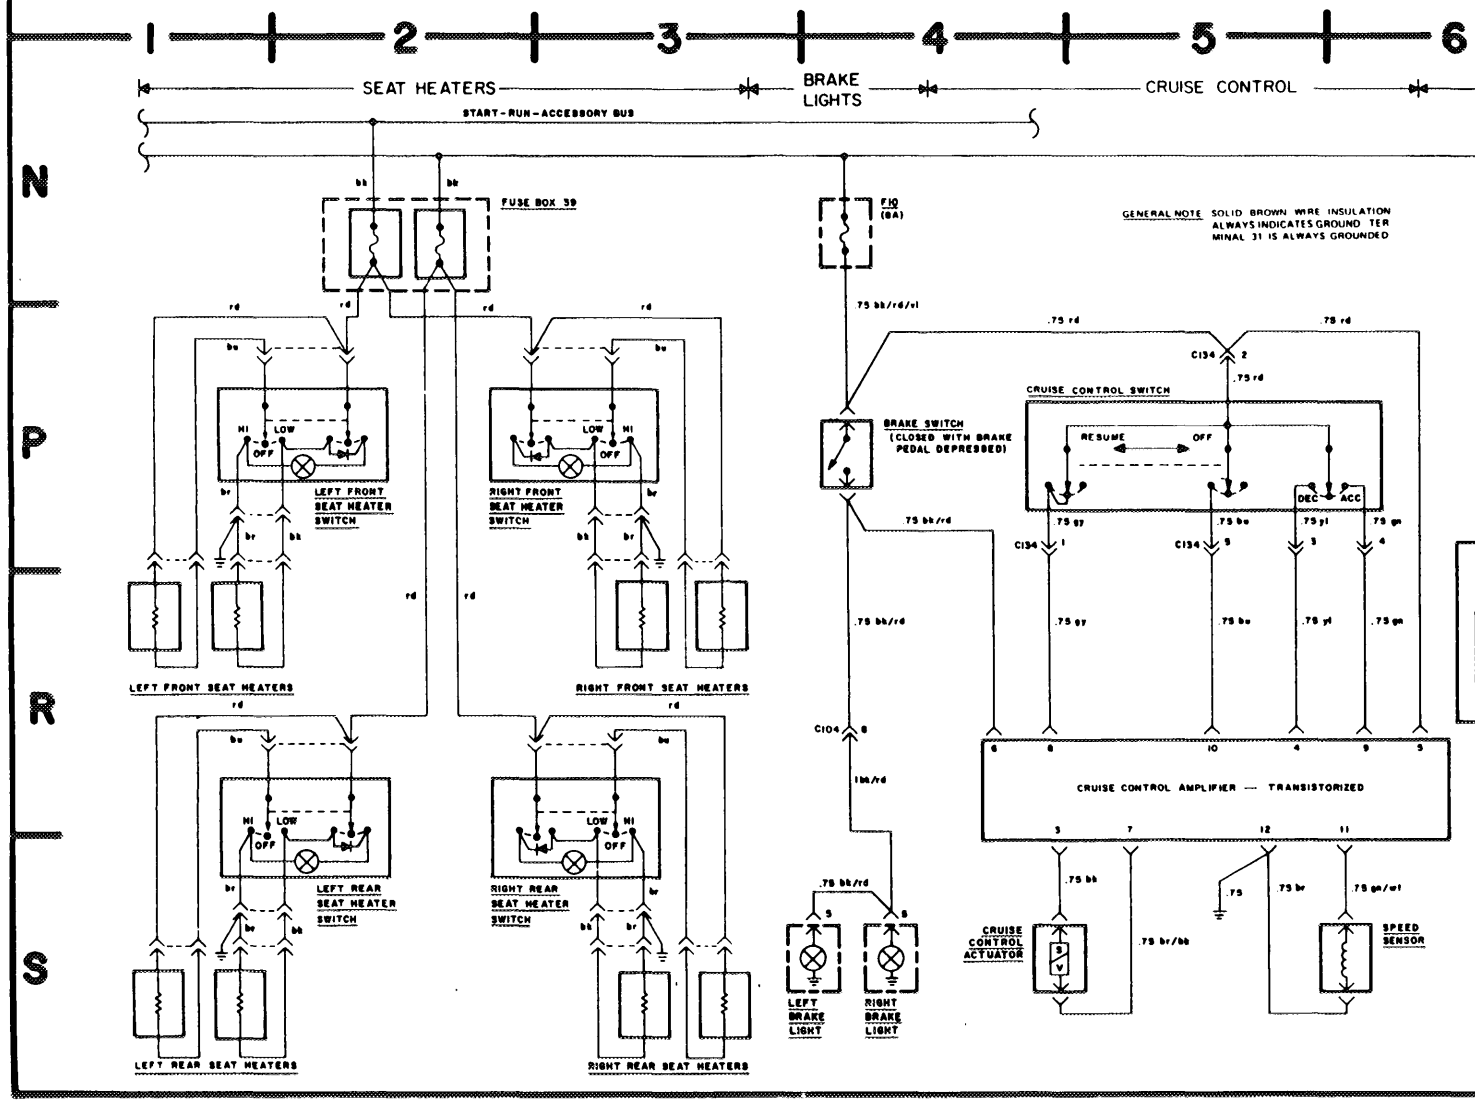 1 2 3 4 5 6
SEAT HEATERS
BRAKE
LIGHTS
CRUISE CONTROL
START-RUN-ACCESSORY BUS
N
bk
bk
FUSE BOX 39
F10
(8A)
GENERAL NOTE SOLID BROWN WIRE INSULATION
ALWAYS INDICATES GROUND TER
MINAL 31 IS ALWAYS GROUNDED
rd
rd
rd
rd
.75 bk/rd/vl
.75 rd
.75 rd
bu
bu
C134 2
.75 rd
CRUISE CONTROL SWITCH
P
HI LOW
OFF
LOW HI
OFF
BRAKE SWITCH
(CLOSED WITH BRAKE
PEDAL DEPRESSED)
RESUME OFF
DEC ACC
LEFT FRONT
SEAT HEATER
SWITCH
RIGHT FRONT
SEAT HEATER
SWITCH
br
br
br
bk
bk
br
.75 bk/rd
.75 gy
.75 bu
.75 yl
.75 gn
C134 1
C134 5
3
4
rd
rd
.75 bk/rd
.75 gy
.75 bu
.75 yl
.75 gn
LEFT FRONT SEAT HEATERS
RIGHT FRONT SEAT HEATERS
R
rd
rd
bu
bu
C104 8
6 8 10 4 9 5
1bk/rd
CRUISE CONTROL AMPLIFIER — TRANSISTORIZED
3 7 12 11
HI LOW
OFF
LOW HI
OFF
LEFT REAR
SEAT HEATER
SWITCH
RIGHT REAR
SEAT HEATER
SWITCH
br
br
br
bk
bk
br
.75 bk/rd
5
6
.75 bk
.75
.75 br
.75 gn/wt
CRUISE
CONTROL
ACTUATOR
S
V
.75 br/bk
SPEED
SENSOR
S
LEFT
BRAKE
LIGHT
RIGHT
BRAKE
LIGHT
LEFT REAR SEAT HEATERS
RIGHT REAR SEAT HEATERS